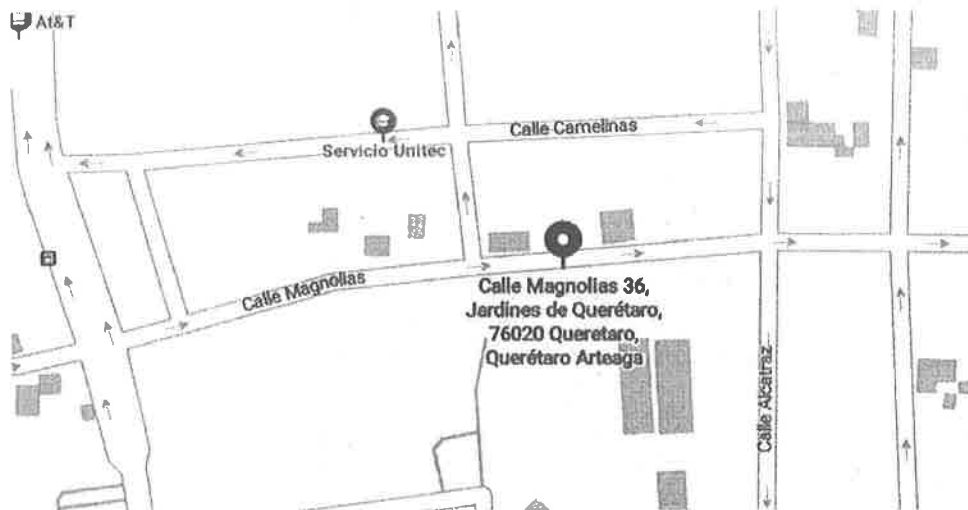 At&T
Calle Camelinas
Servicio Unitec
Calle Magnolias
Calle Magnolias 36,
Jardines de Querétaro,
76020 Queretaro,
Querétaro Arteaga
Calle Alcatraz